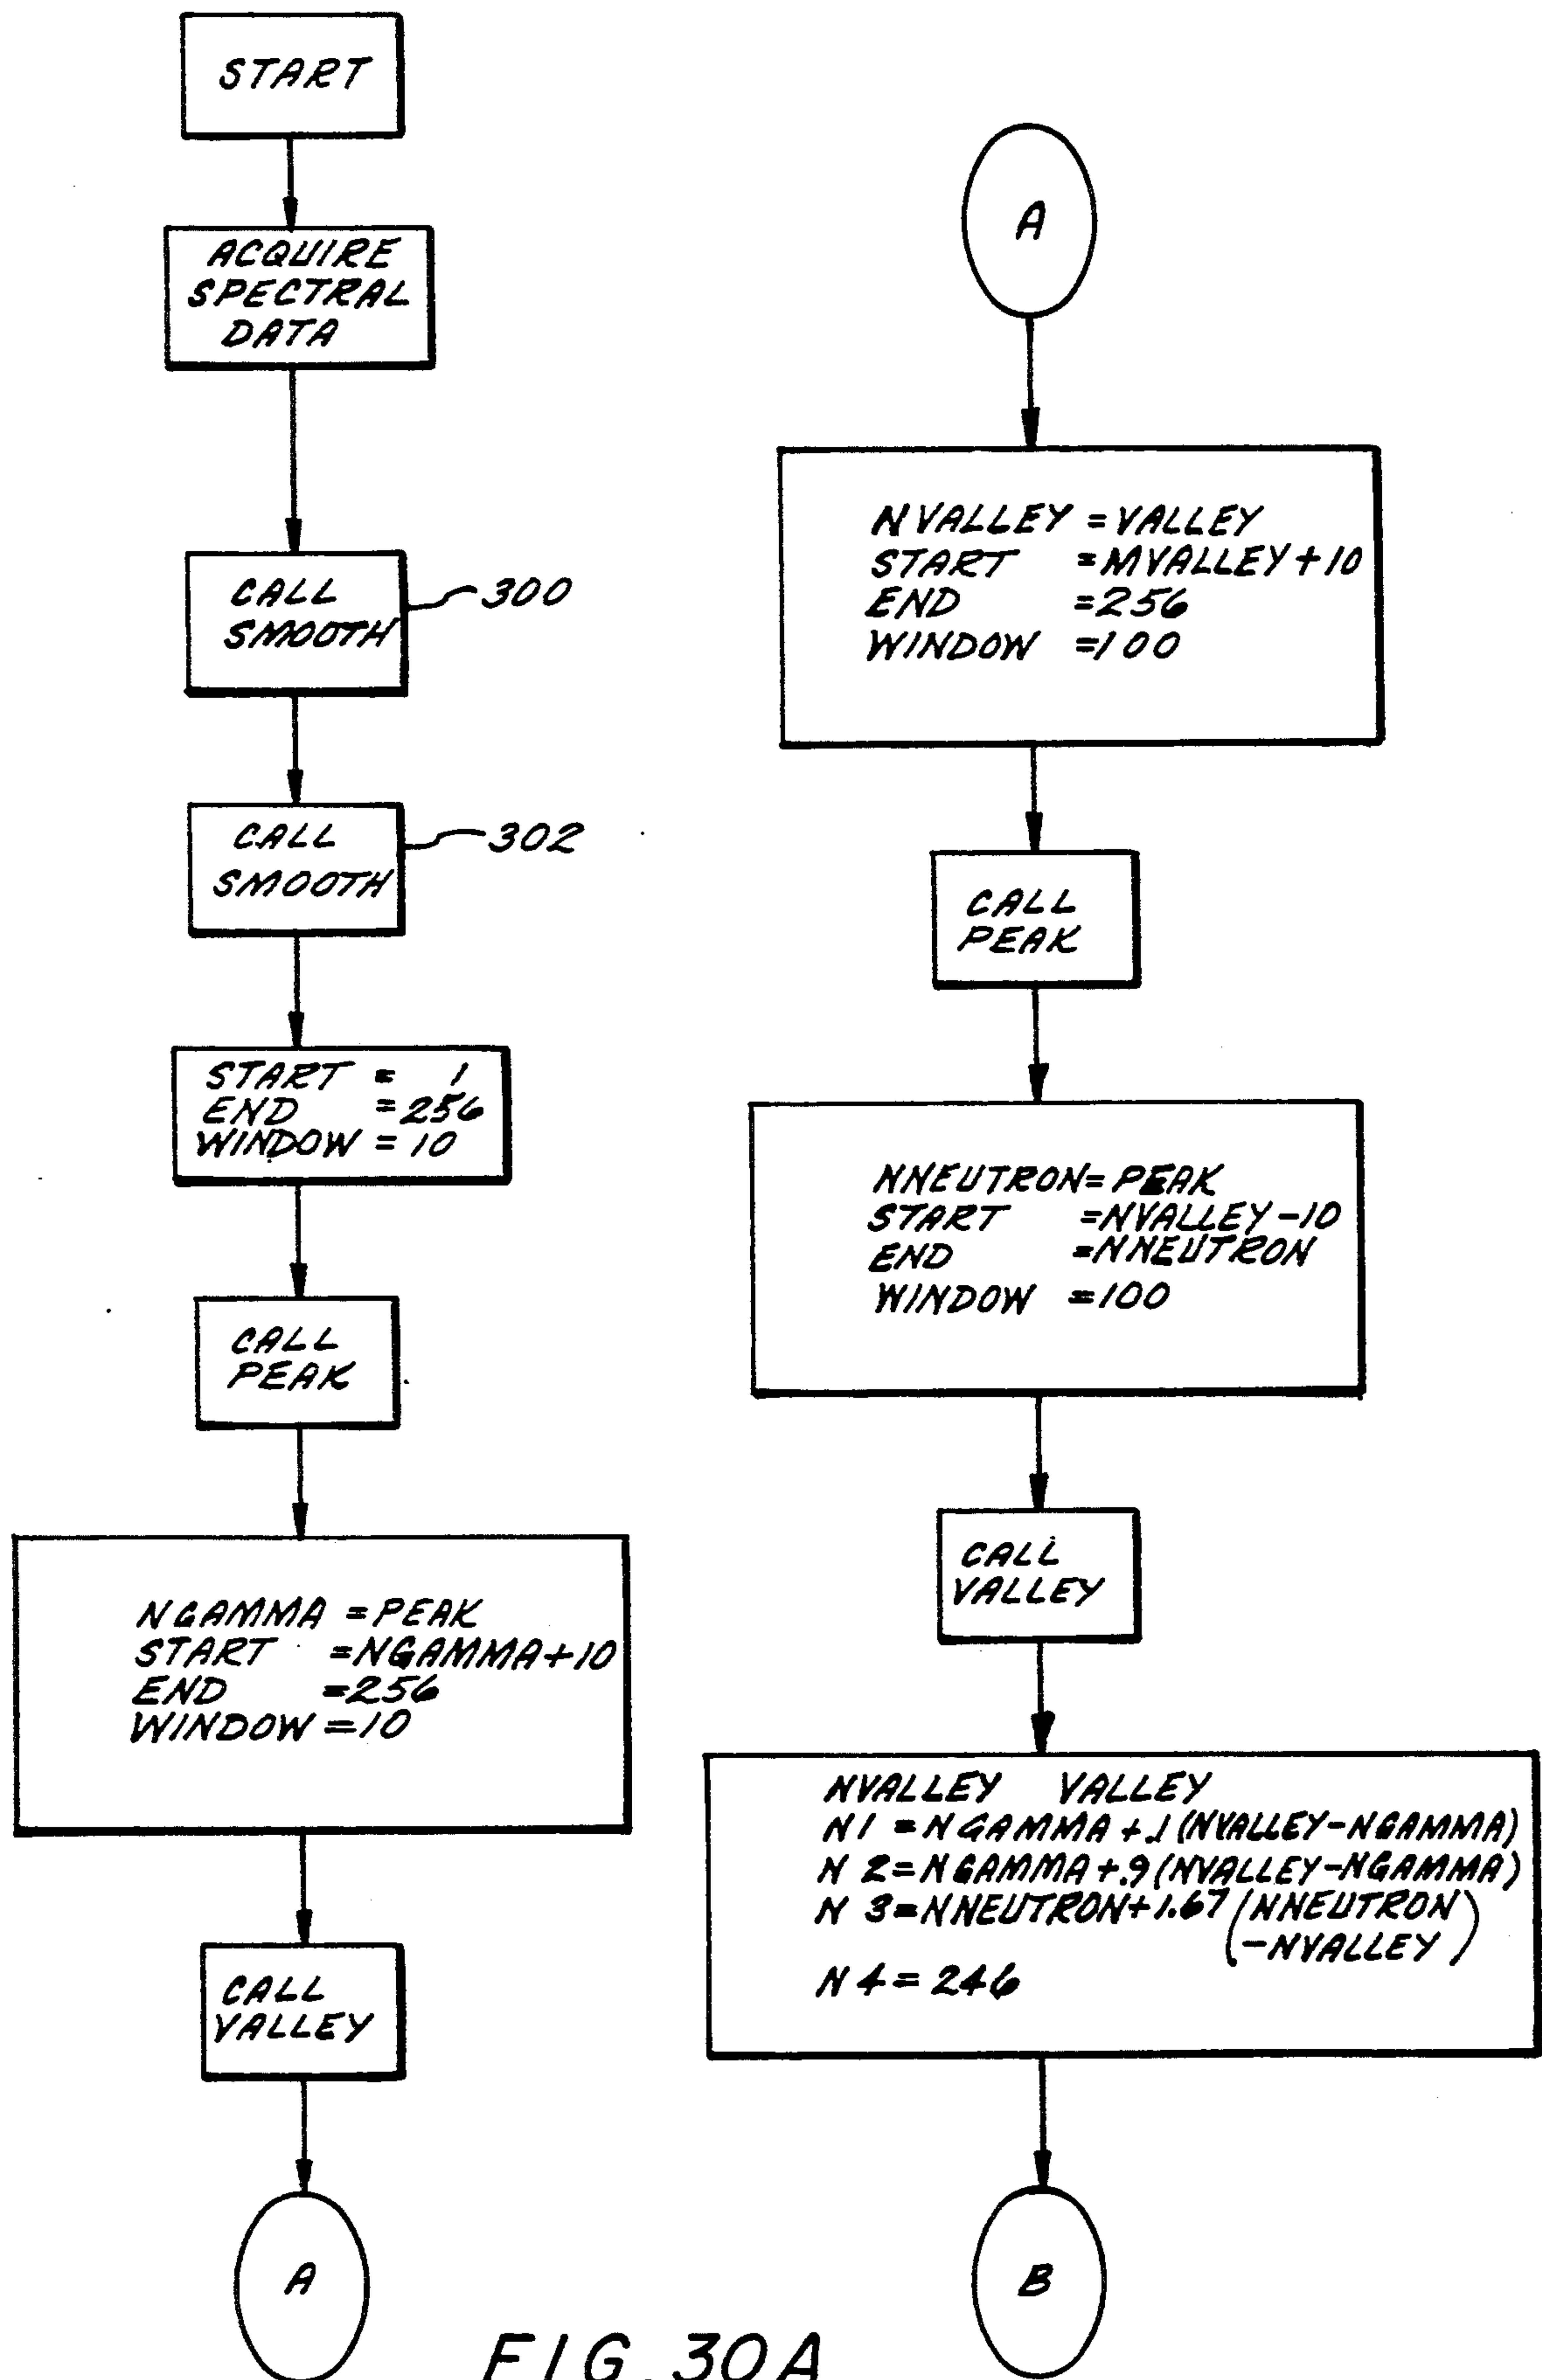 START
ACQUIRE
SPECTRAL
DATA
CALL
SMOOTH
300
CALL
SMOOTH
302
START = 1
END = 256
WINDOW = 10
CALL
PEAK
NGAMMA = PEAK
START = NGAMMA+10
END =256
WINDOW =10
CALL
VALLEY
A
A
NVALLEY = VALLEY
START =MVALLEY+10
END =256
WINDOW =100
CALL
PEAK
NNEUTRON= PEAK
START =NVALLEY-10
END =NNEUTRON
WINDOW =100
CALL
VALLEY
NVALLEY VALLEY
N1 = NGAMMA +.1(NVALLEY-NGAMMA)
N 2=NGAMMA+.9(NVALLEY-NGAMMA)
N 3=NNEUTRON+1.67(NNEUTRON
-NVALLEY)
N4= 246
B
FIG. 30A